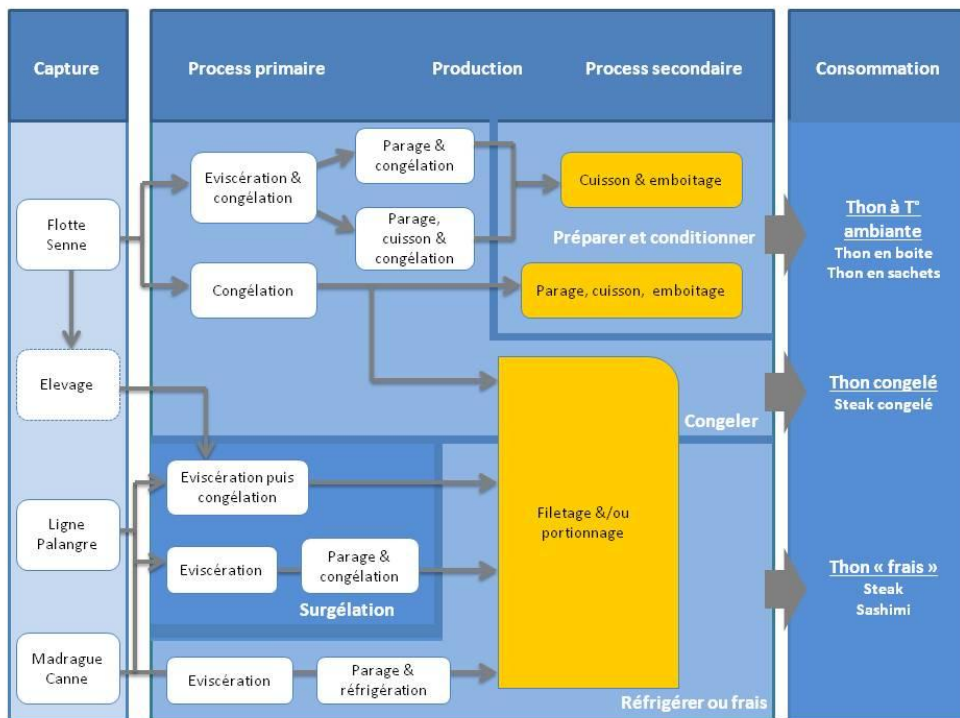 Capture
Process primaire
Production
Process secondaire
Consommation
Flotte
Senne
Elevage
Ligne
Palangre
Madrague
Canne
Eviscération &
congélation
Parage &
congélation
Parage,
cuisson &
congélation
Congélation
Cuisson & emboitage
Préparer et conditionner
Parage, cuisson, emboitage
Congeler
Eviscération puis
congélation
Eviscération
Parage &
congélation
Surgélation
Eviscération
Parage &
réfrigération
Filetage &/ou
portionnage
Réfrigérer ou frais
Thon à T°
ambiante
Thon en boite
Thon en sachets
Thon congelé
Steak congelé
Thon « frais »
Steak
Sashimi